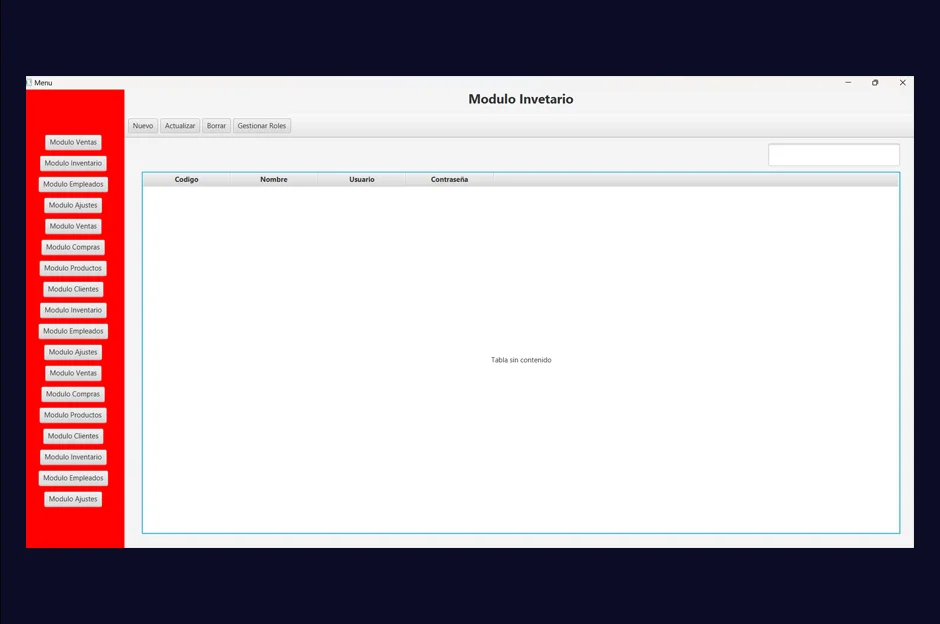 Menu
Modulo Invetario
Nuevo Actualizar Borrar Gestionar Roles
Modulo Ventas
Modulo Inventario
Modulo Empleados
Modulo Ajustes
Modulo Ventas
Modulo Compras
Modulo Productos
Modulo Clientes
Modulo Inventario
Modulo Empleados
Modulo Ajustes
Modulo Ventas
Modulo Compras
Modulo Productos
Modulo Clientes
Modulo Inventario
Modulo Empleados
Modulo Ajustes
Codigo Nombre Usuario Contraseña
Tabla sin contenido